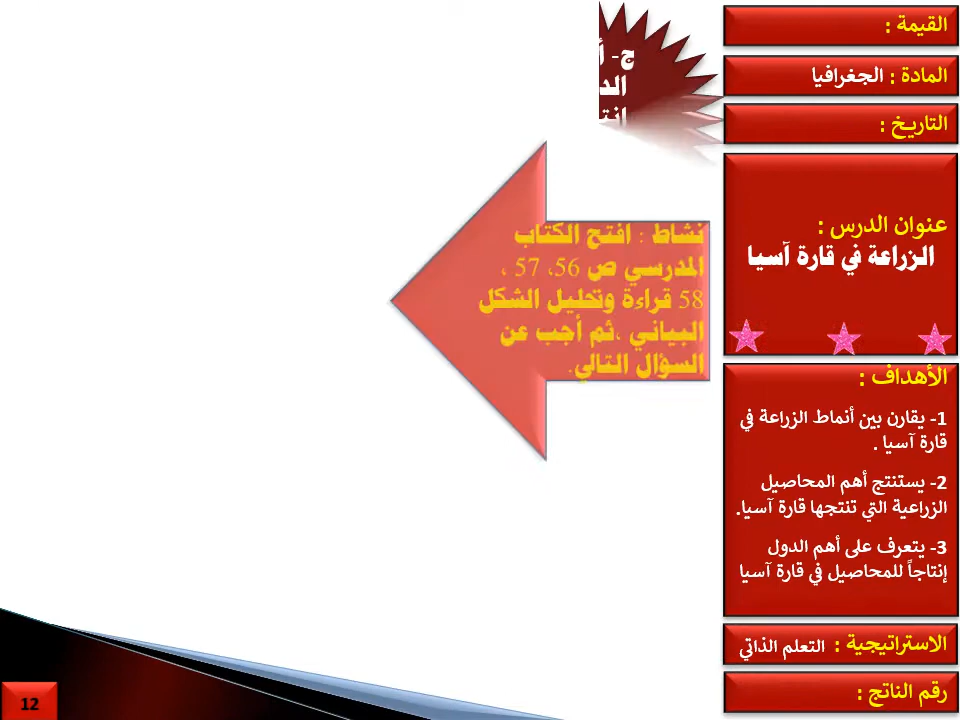 القيمة :
المادة : الجغرافيا
التاريخ :
عنوان الدرس :
الزراعة في قارة آسيا
الأهداف :
1- يقارن بين أنماط الزراعة في
قارة آسيا .
2- يستنتج أهم المحاصيل
الزراعية التي تنتجها قارة آسيا.
3- يتعرف على أهم الدول
إنتاجاً للمحاصيل في قارة آسيا
الاستراتيجية : التعلم الذاتي
رقم الناتج :
ج-
نشاط : افتح الكتاب
المدرسي ص 56، 57 ،
58 قراءة وتحليل الشكل
البياني ،ثم أجب عن
السؤال التالي.
12